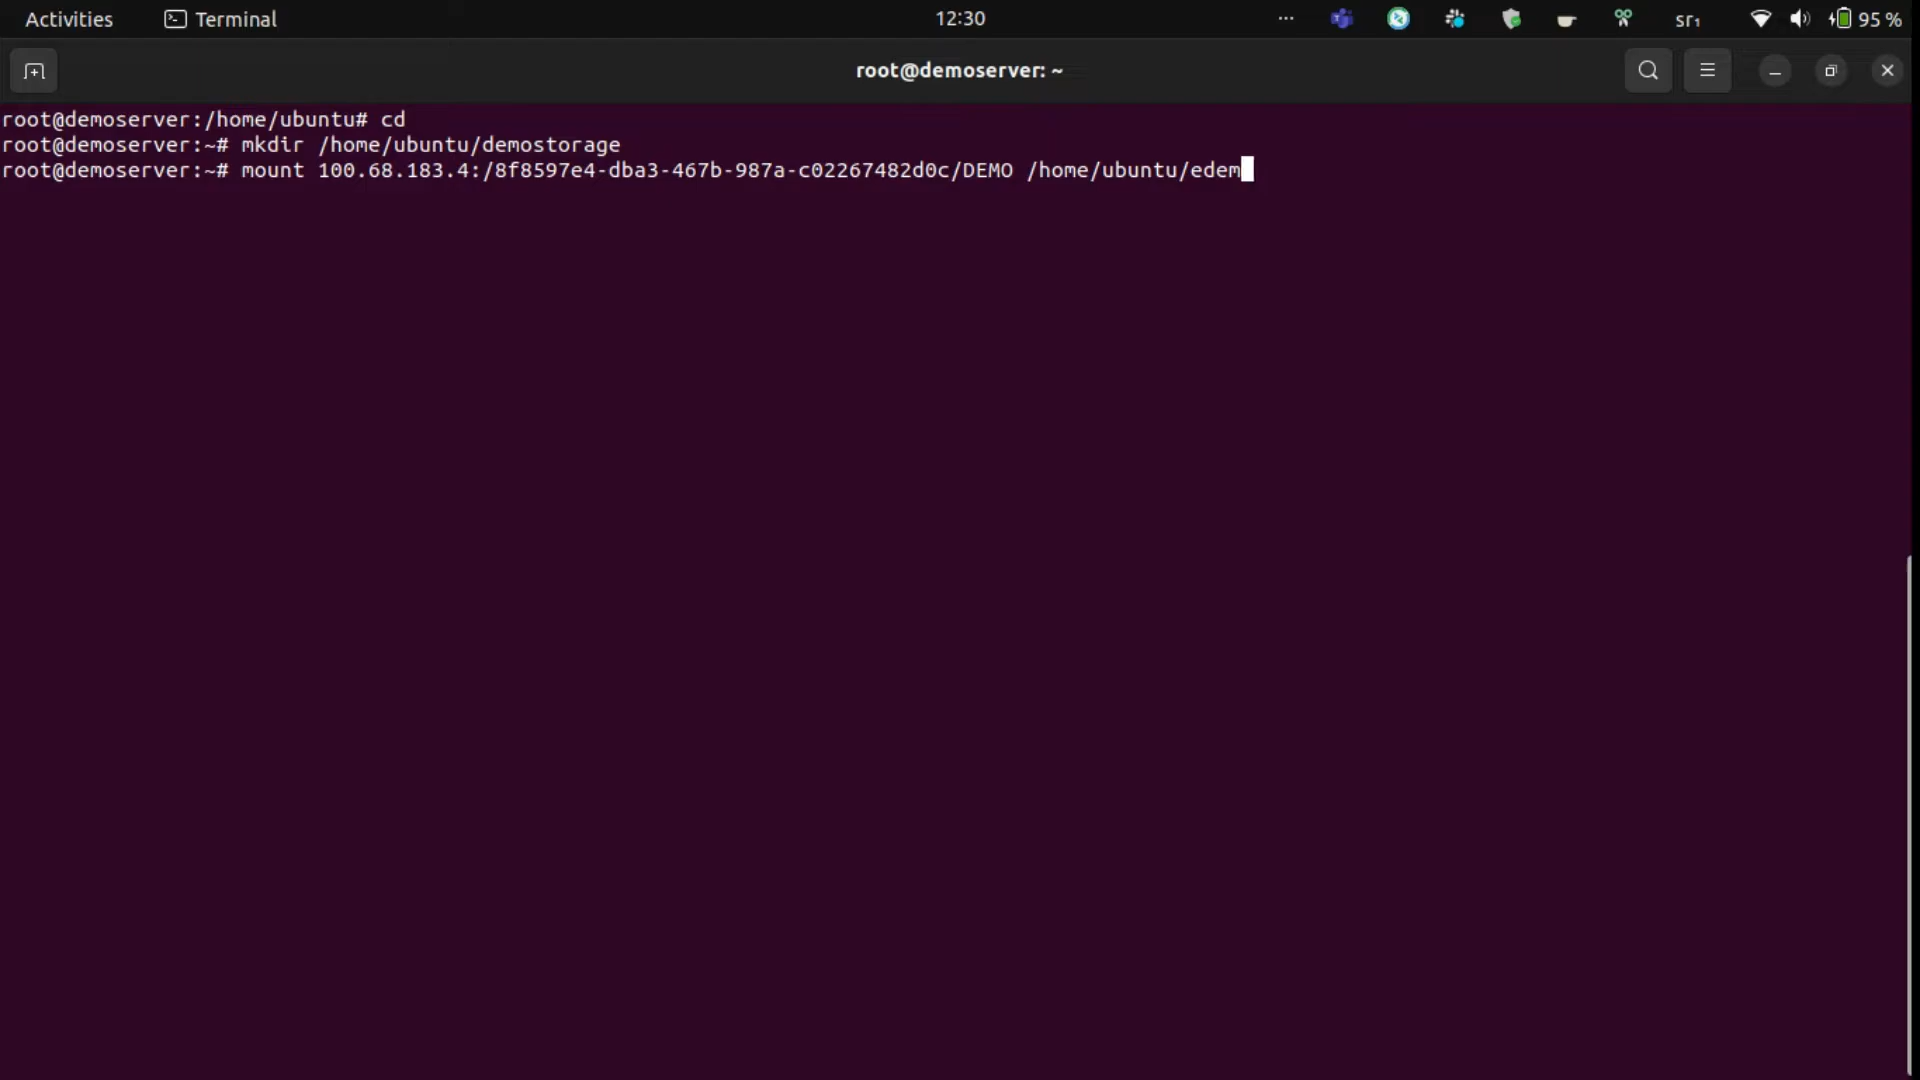 Activities Terminal 12:30 ... sr₁ 95 %
root@demoserver: ~
root@demoserver:/home/ubuntu# cd
root@demoserver:~# mkdir /home/ubuntu/demostorage
root@demoserver:~# mount 100.68.183.4:/8f8597e4-dba3-467b-987a-c02267482d0c/DEMO /home/ubuntu/edem